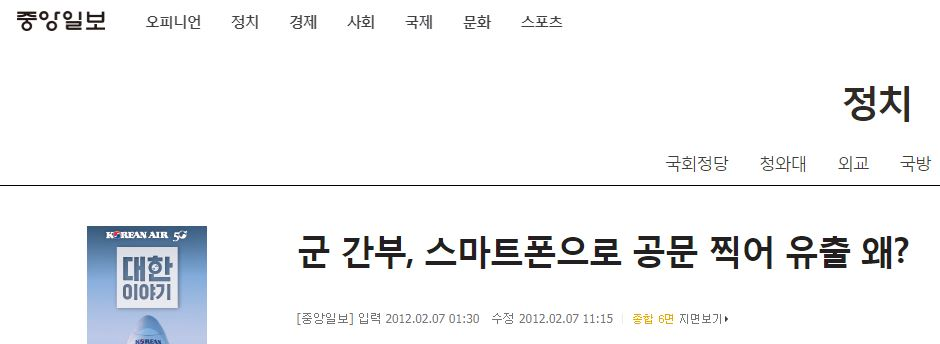 중앙일보 오피니언 정치 경제 사회 국제 문화 스포츠
정치
국회정당 청와대 외교 국방
KOREAN AIR 50
대한
이야기
KOREAN
군 간부, 스마트폰으로 공문 찍어 유출 왜?
[중앙일보] 입력 2012.02.07 01:30 수정 2012.02.07 11:15 | 종합 6면 지면보기